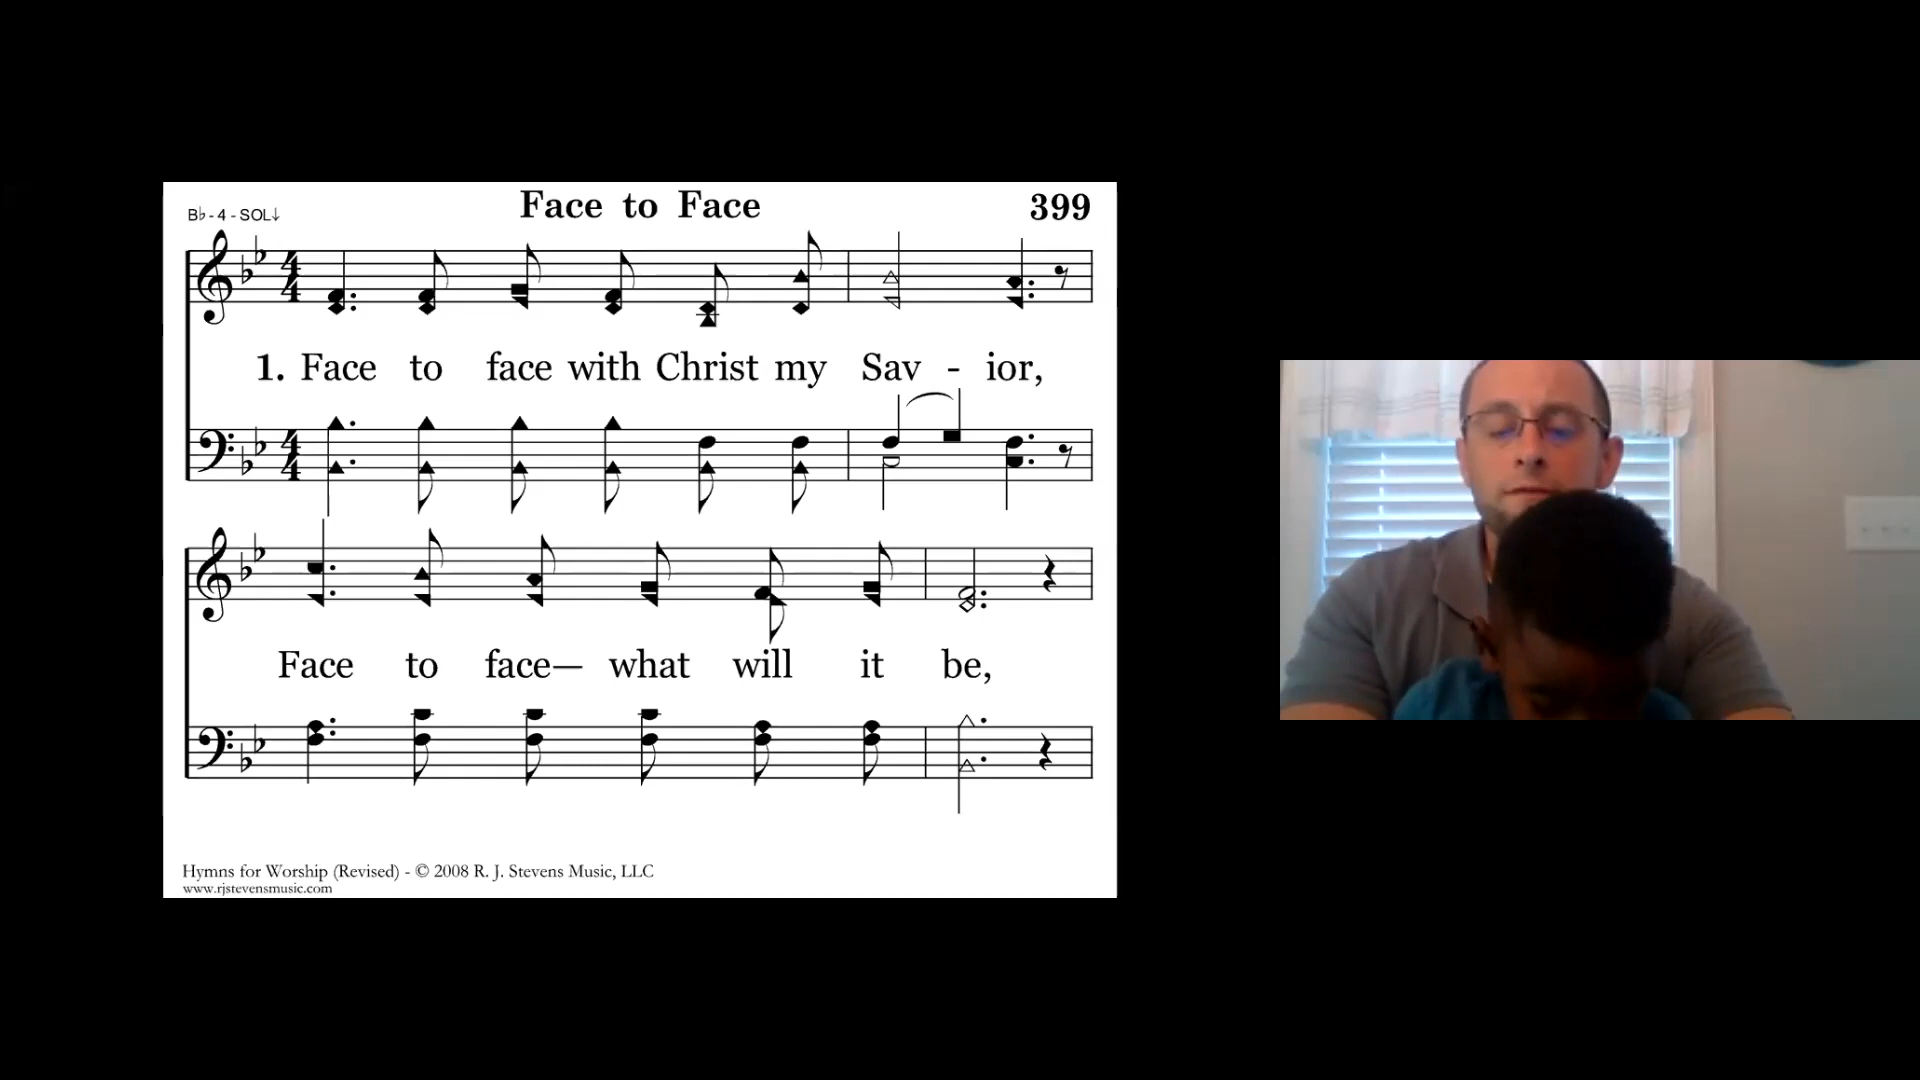 B♭ - 4 - SOL↓
Face to Face
399
1. Face to face with Christ my Sav - ior,
Face to face— what will it be,
Hymns for Worship (Revised) - © 2008 R. J. Stevens Music, LLC
www.rjstevensmusic.com